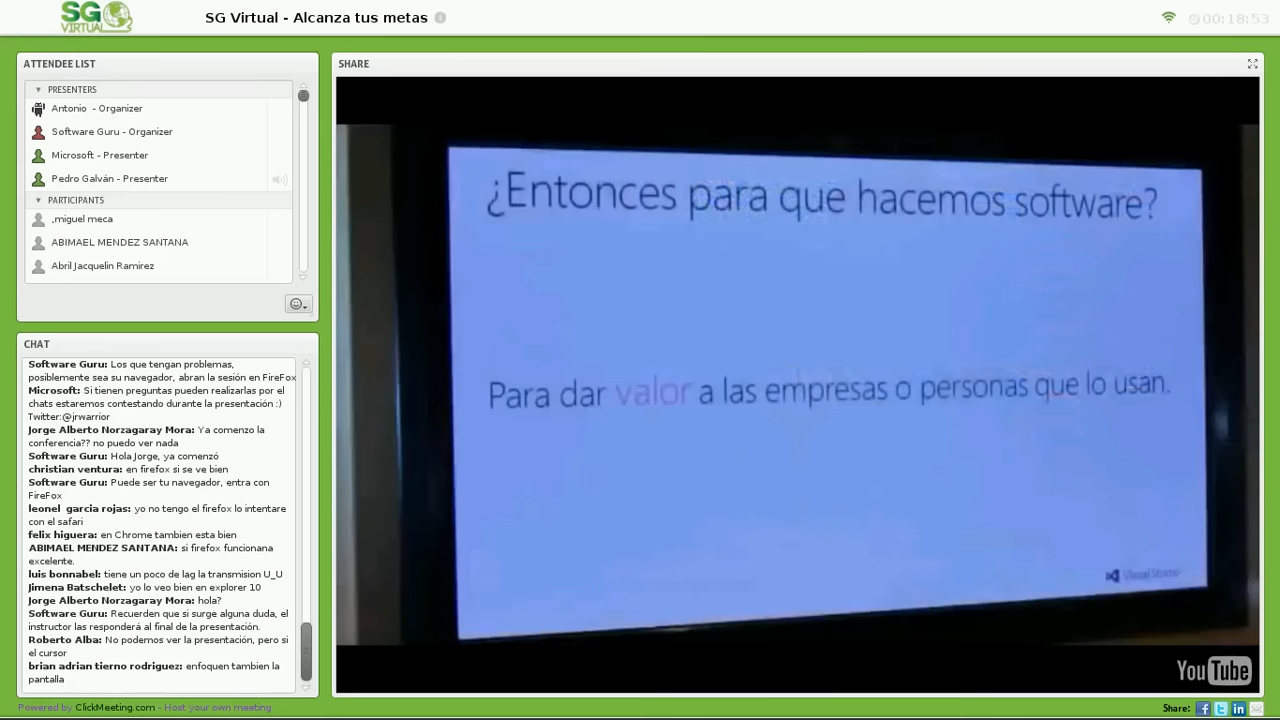 SG
VIRTUAL
SG Virtual - Alcanza tus metas
00:18:53
ATTENDEE LIST
PRESENTERS
Antonio - Organizer
Software Guru - Organizer
Microsoft - Presenter
Pedro Galván - Presenter
PARTICIPANTS
,miguel meca
ABIMAEL MENDEZ SANTANA
Abril Jacquelin Ramirez
CHAT
Software Guru: Los que tengan problemas,
posiblemente sea su navegador, abran la sesión en FireFox
Microsoft: Si tienen preguntas pueden realizarlas por el
chats estaremos contestando durante la presentación :)
Twitter:@jrwarrior
Jorge Alberto Norzagaray Mora: Ya comenzo la
conferencia?? no puedo ver nada
Software Guru: Hola Jorge, ya comenzó
christian ventura: en firefox si se ve bien
Software Guru: Puede ser tu navegador, entra con
FireFox
leonel garcia rojas: yo no tengo el firefox lo intentare
con el safari
felix higuera: en Chrome tambien esta bien
ABIMAEL MENDEZ SANTANA: si firefox funcionana
excelente.
luis bonnabel: tiene un poco de lag la transmision U_U
Jimena Batschelet: yo lo veo bien en explorer 10
Jorge Alberto Norzagaray Mora: hola?
Software Guru: Recuerden que si surge alguna duda, el
instructor las responderá al final de la presentación.
Roberto Alba: No podemos ver la presentación, pero si
el cursor
brian adrian tierno rodriguez: enfoquen tambien la
pantalla
SHARE
¿Entonces para que hacemos software?
Para dar valor a las empresas o personas que lo usan.
Visual Studio
YouTube
Powered by ClickMeeting.com - Host your own meeting
Share: